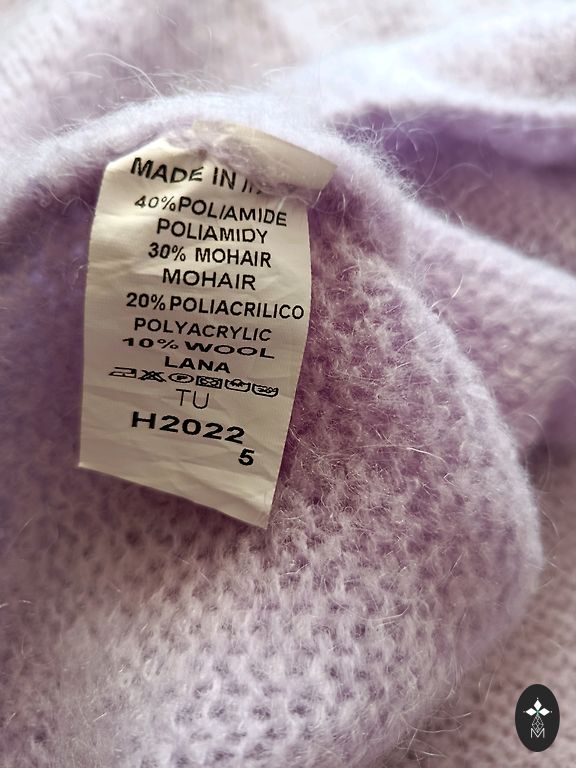 MADE IN
40%POLIAMIDE
POLIAMIDY
30% MOHAIR
MOHAIR
20%POLIACRILICO
POLYACRYLIC
10%WOOL
LANA
TU
H2022
5